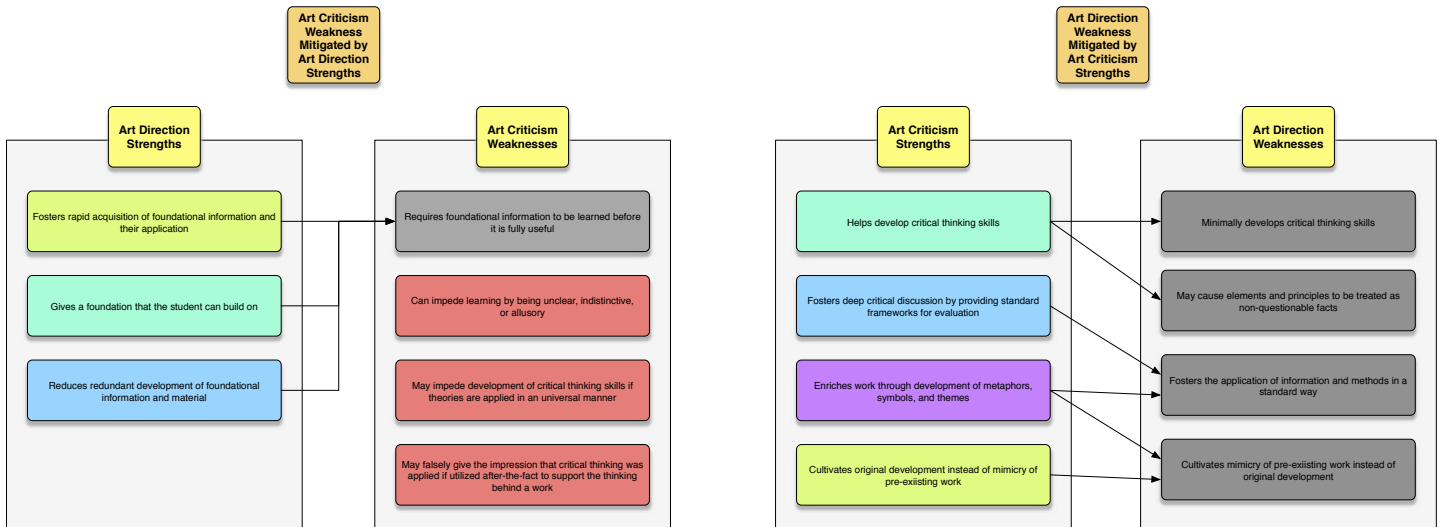 Art Criticism
Weakness
Mitigated by
Art Direction
Strengths
Art Direction
Strengths
Fosters rapid acquisition of foundational information and
their application
Gives a foundation that the student can build on
Reduces redundant development of foundational
information and material
Art Criticism
Weaknesses
Requires foundational information to be learned before
it is fully useful
Can impede learning by being unclear, indistinctive,
or allusory
May impede development of critical thinking skills if
theories are applied in an universal manner
May falsely give the impression that critical thinking was
applied if utilized after-the-fact to support the thinking
behind a work
Art Direction
Weakness
Mitigated by
Art Criticism
Strengths
Art Criticism
Strengths
Helps develop critical thinking skills
Fosters deep critical discussion by providing standard
frameworks for evaluation
Enriches work through development of metaphors,
symbols, and themes
Cultivates original development instead of mimicry of
pre-exiisting work
Art Direction
Weaknesses
Minimally develops critical thinking skills
May cause elements and principles to be treated as
non-questionable facts
Fosters the application of information and methods in a
standard way
Cultivates mimicry of pre-exiisting work instead of
original development